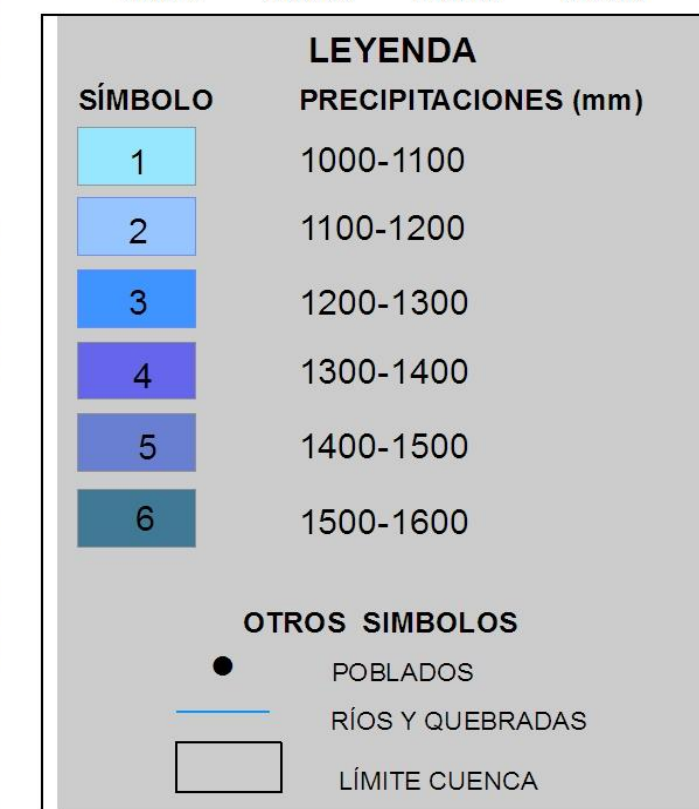 LEYENDA
SÍMBOLO PRECIPITACIONES (mm)
1 1000-1100
2 1100-1200
3 1200-1300
4 1300-1400
5 1400-1500
6 1500-1600
OTROS SIMBOLOS
POBLADOS
RÍOS Y QUEBRADAS
LÍMITE CUENCA